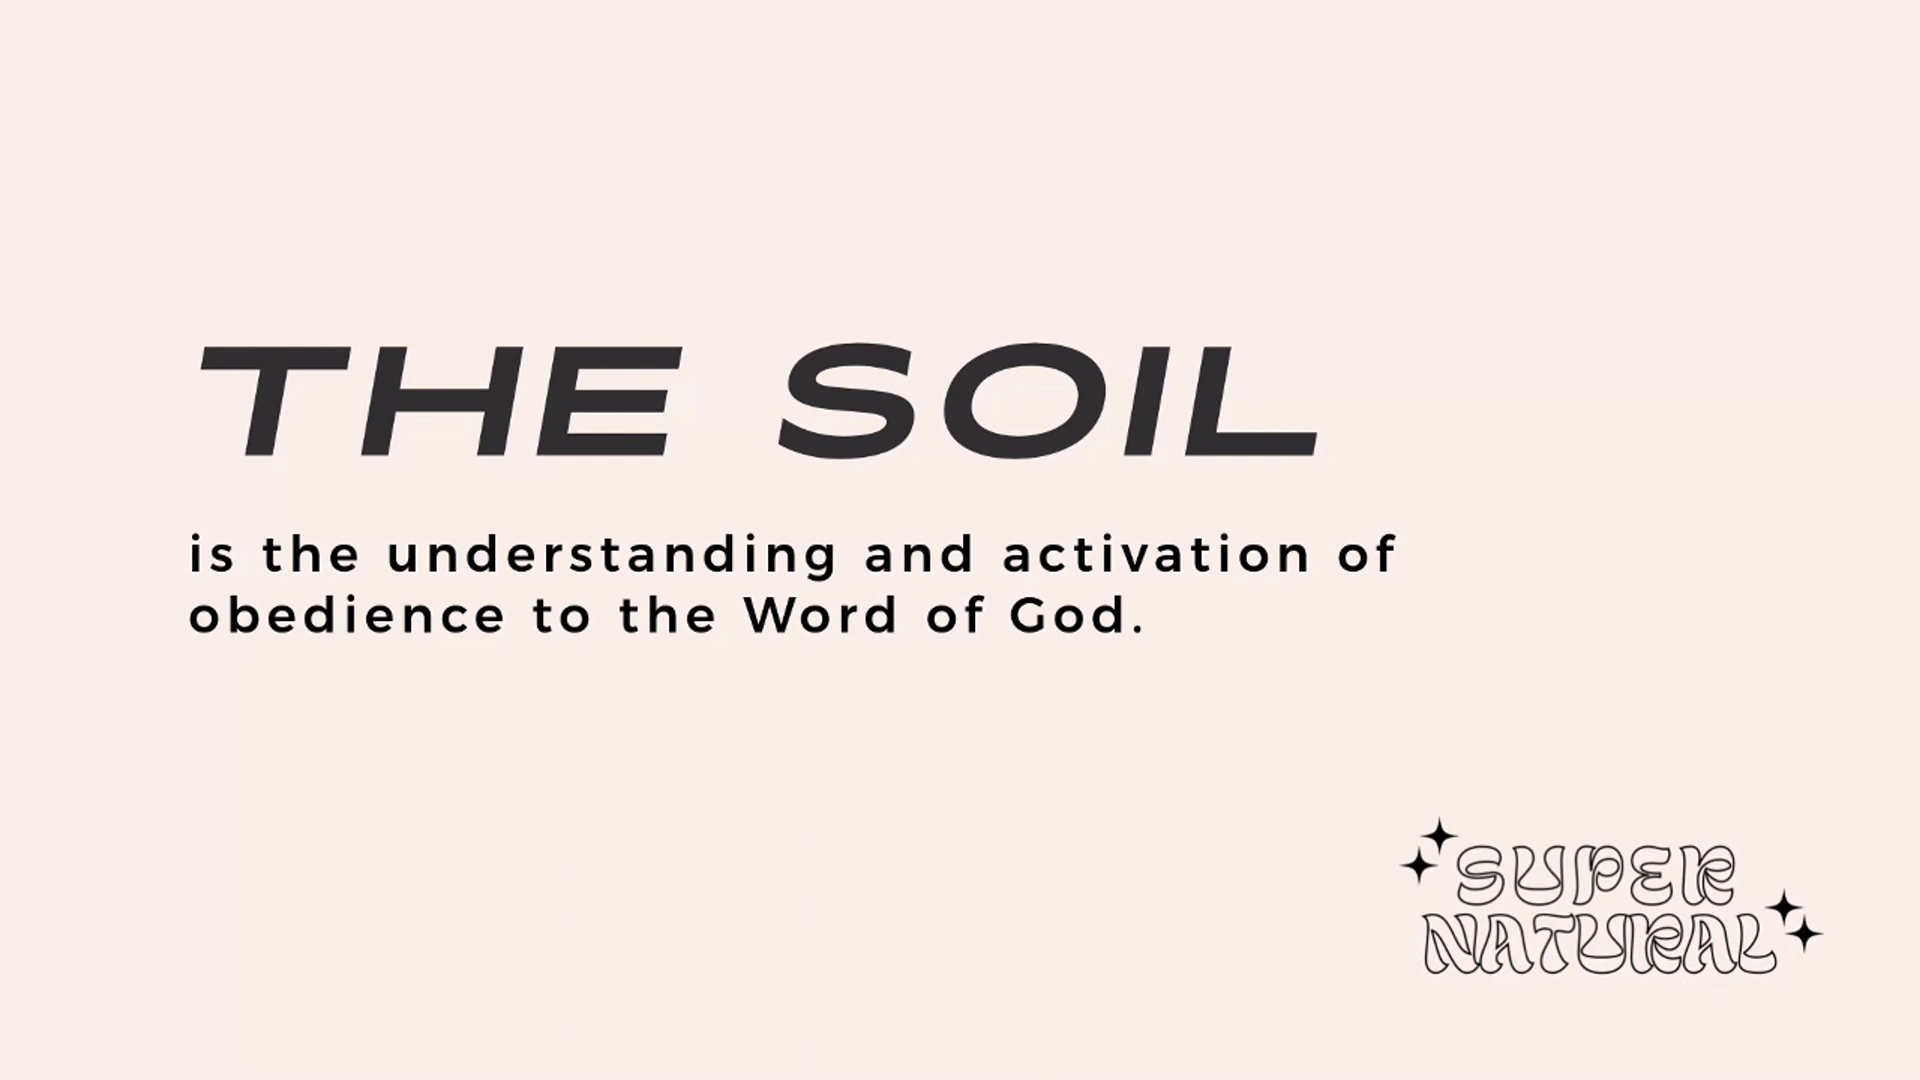 THE SOIL
is the understanding and activation of
obedience to the Word of God.
SUPER
NATURAL